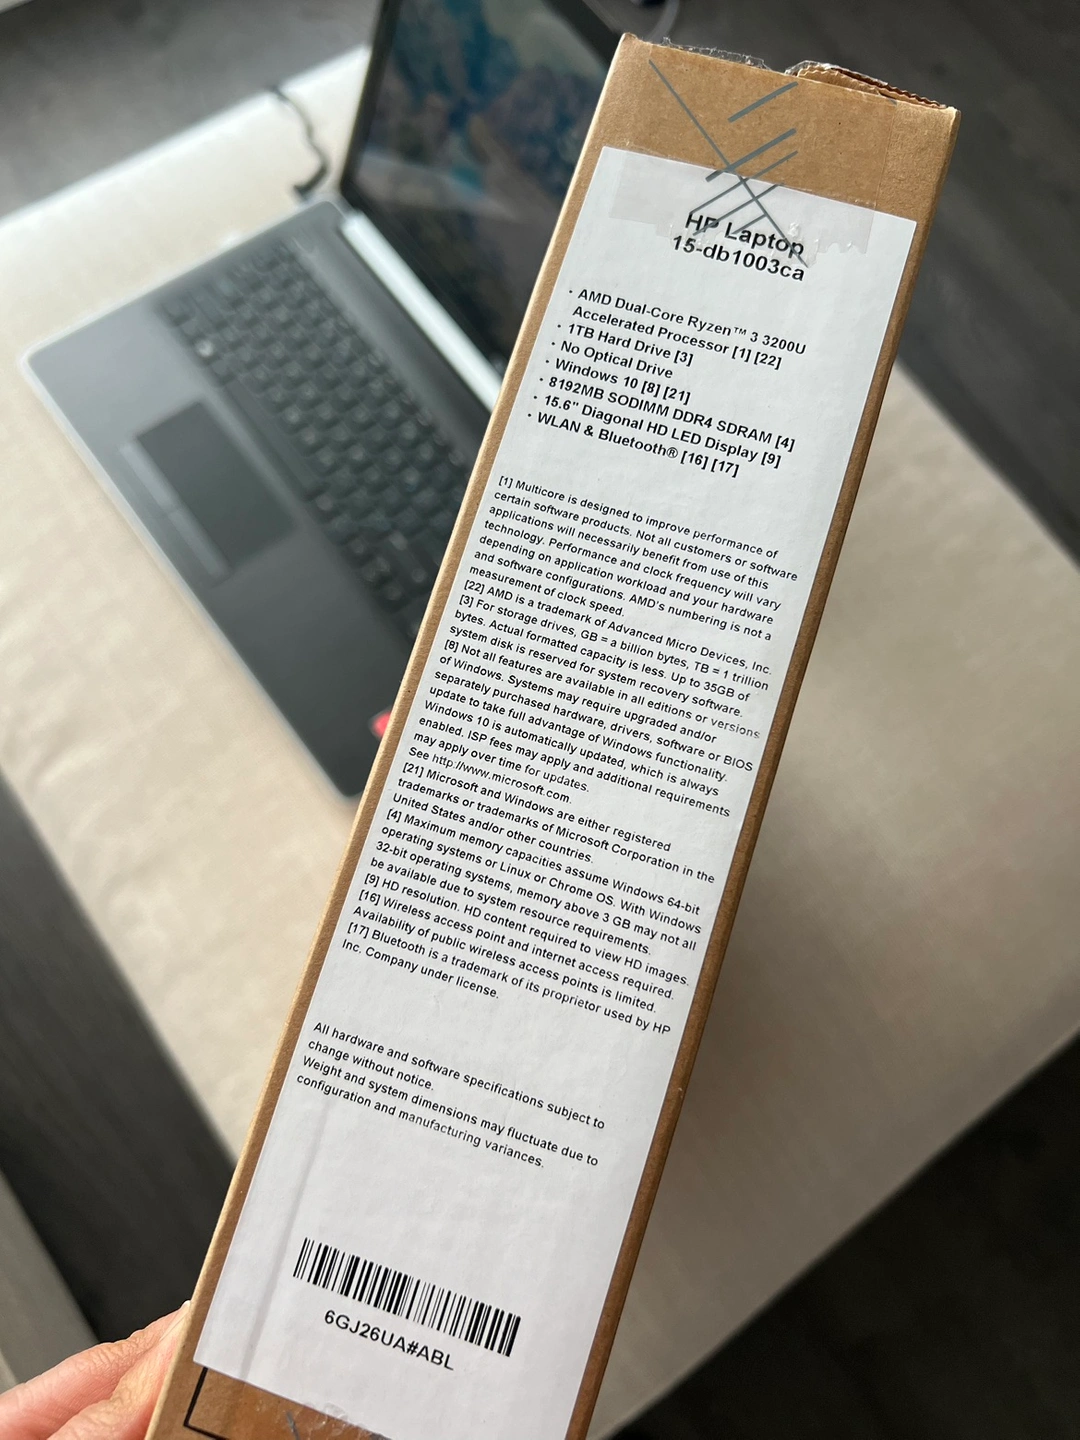 HP Laptop
15-db1003ca
· AMD Dual-Core Ryzen™ 3 3200U
Accelerated Processor [1] [22]
· 1TB Hard Drive [3]
· No Optical Drive
· Windows 10 [8] [21]
· 8192MB SODIMM DDR4 SDRAM [4]
· 15.6" Diagonal HD LED Display [9]
· WLAN & Bluetooth® [16] [17]
[1] Multicore is designed to improve performance of
certain software products. Not all customers or software
applications will necessarily benefit from use of this
technology. Performance and clock frequency will vary
depending on application workload and your hardware
and software configurations. AMD's numbering is not a
measurement of clock speed.
[22] AMD is a trademark of Advanced Micro Devices, Inc.
[3] For storage drives, GB = a billion bytes, TB = 1 trillion
bytes. Actual formatted capacity is less. Up to 35GB of
system disk is reserved for system recovery software.
[8] Not all features are available in all editions or versions
of Windows. Systems may require upgraded and/or
separately purchased hardware, drivers, software or BIOS
update to take full advantage of Windows functionality.
Windows 10 is automatically updated, which is always
enabled. ISP fees may apply and additional requirements
may apply over time for updates.
See http://www.microsoft.com.
[21] Microsoft and Windows are either registered
trademarks or trademarks of Microsoft Corporation in the
United States and/or other countries.
[4] Maximum memory capacities assume Windows 64-bit
operating systems or Linux or Chrome OS. With Windows
32-bit operating systems, memory above 3 GB may not all
be available due to system resource requirements.
[9] HD resolution. HD content required to view HD images.
[16] Wireless access point and internet access required.
Availability of public wireless access points is limited.
[17] Bluetooth is a trademark of its proprietor used by HP
Inc. Company under license.
All hardware and software specifications subject to
change without notice.
Weight and system dimensions may fluctuate due to
configuration and manufacturing variances.
6GJ26UA#ABL